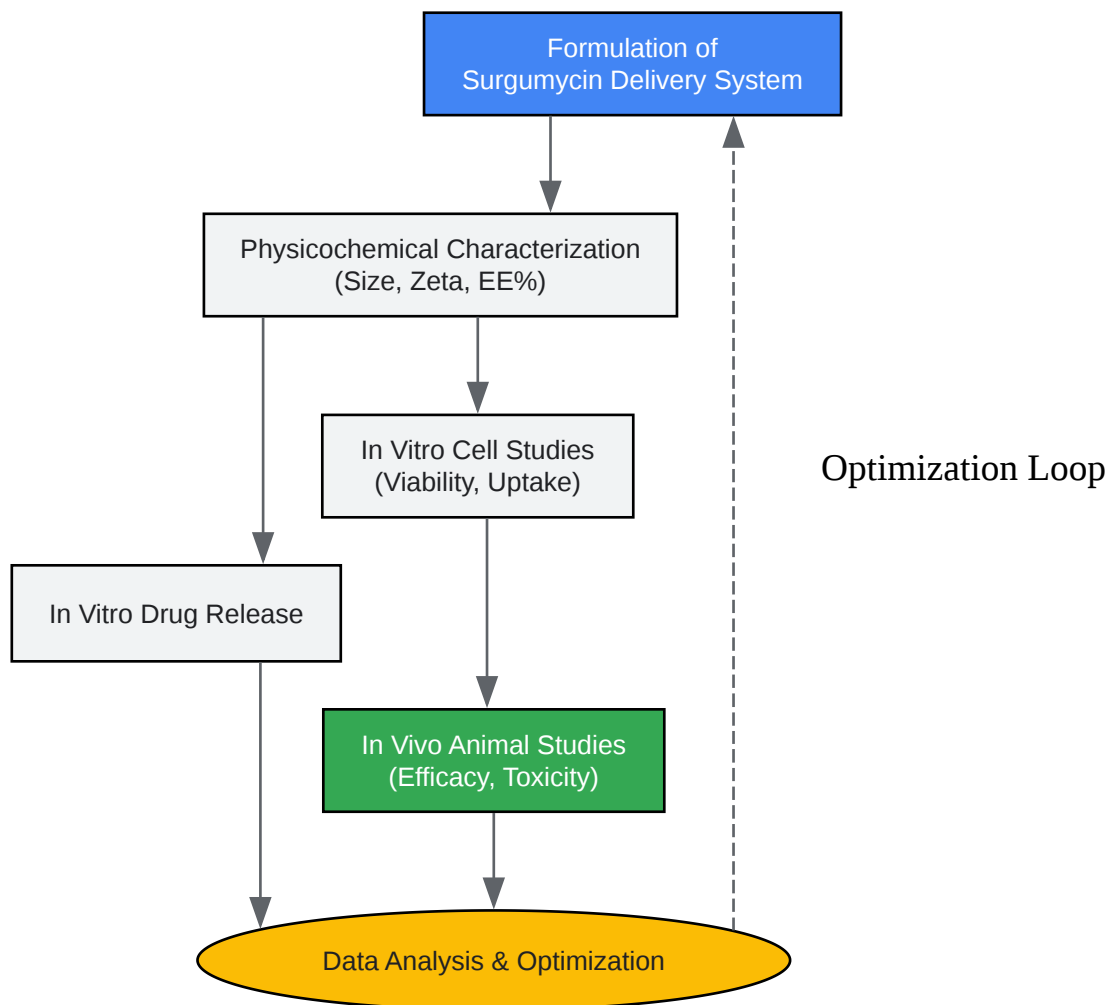 Formulation of
Surgumycin Delivery System
Physicochemical Characterization
(Size, Zeta, EE%)
In Vitro Cell Studies
(Viability, Uptake)
Optimization Loop
In Vitro Drug Release
In Vivo Animal Studies
(Efficacy, Toxicity)
Data Analysis & Optimization